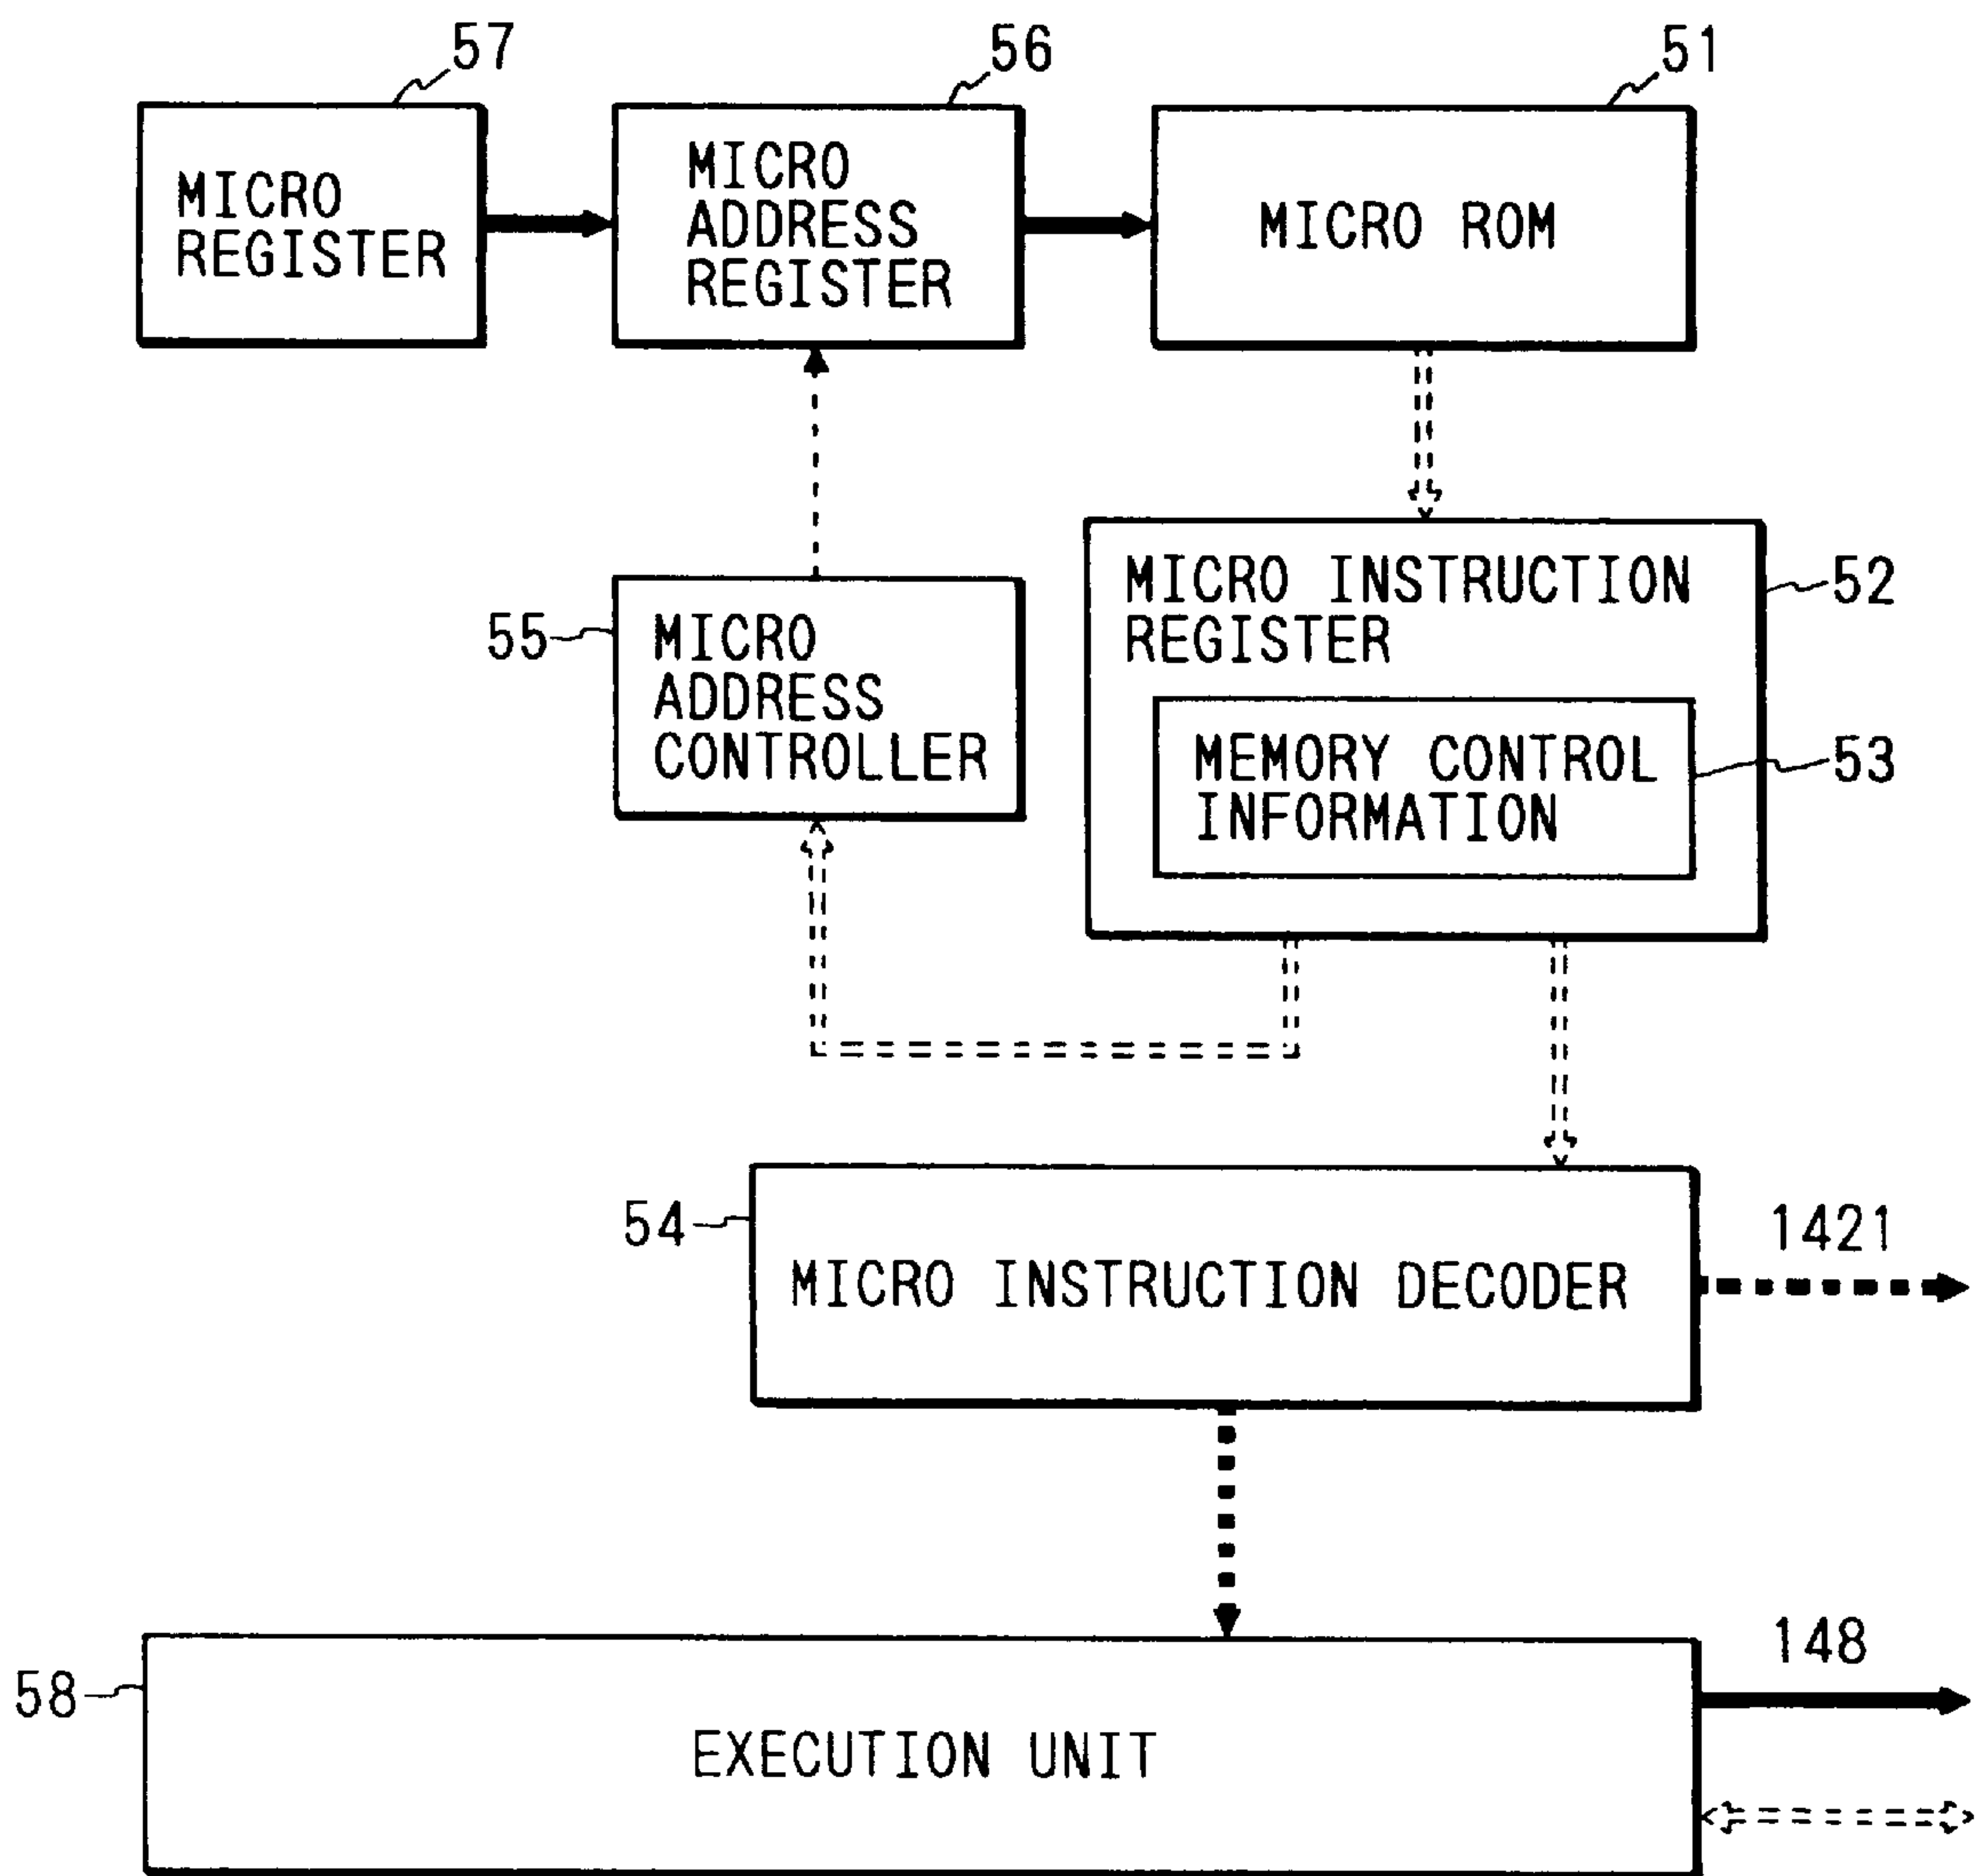 57
56
51
MICRO
REGISTER
MICRO
ADDRESS
REGISTER
MICRO ROM
55
MICRO
ADDRESS
CONTROLLER
MICRO INSTRUCTION
REGISTER
52
MEMORY CONTROL
INFORMATION
53
54
MICRO INSTRUCTION DECODER
1421
58
EXECUTION UNIT
148